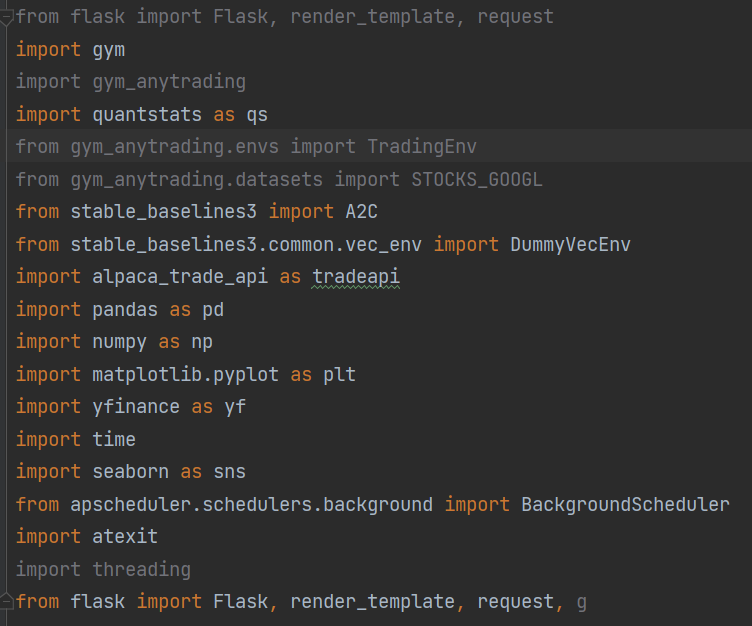 from flask import Flask, render_template, request
import gym
import gym_anytrading
import quantstats as qs
from gym_anytrading.envs import TradingEnv
from gym_anytrading.datasets import STOCKS_GOOGL
from stable_baselines3 import A2C
from stable_baselines3.common.vec_env import DummyVecEnv
import alpaca_trade_api as tradeapi
import pandas as pd
import numpy as np
import matplotlib.pyplot as plt
import yfinance as yf
import time
import seaborn as sns
from apscheduler.schedulers.background import BackgroundScheduler
import atexit
import threading
from flask import Flask, render_template, request, g